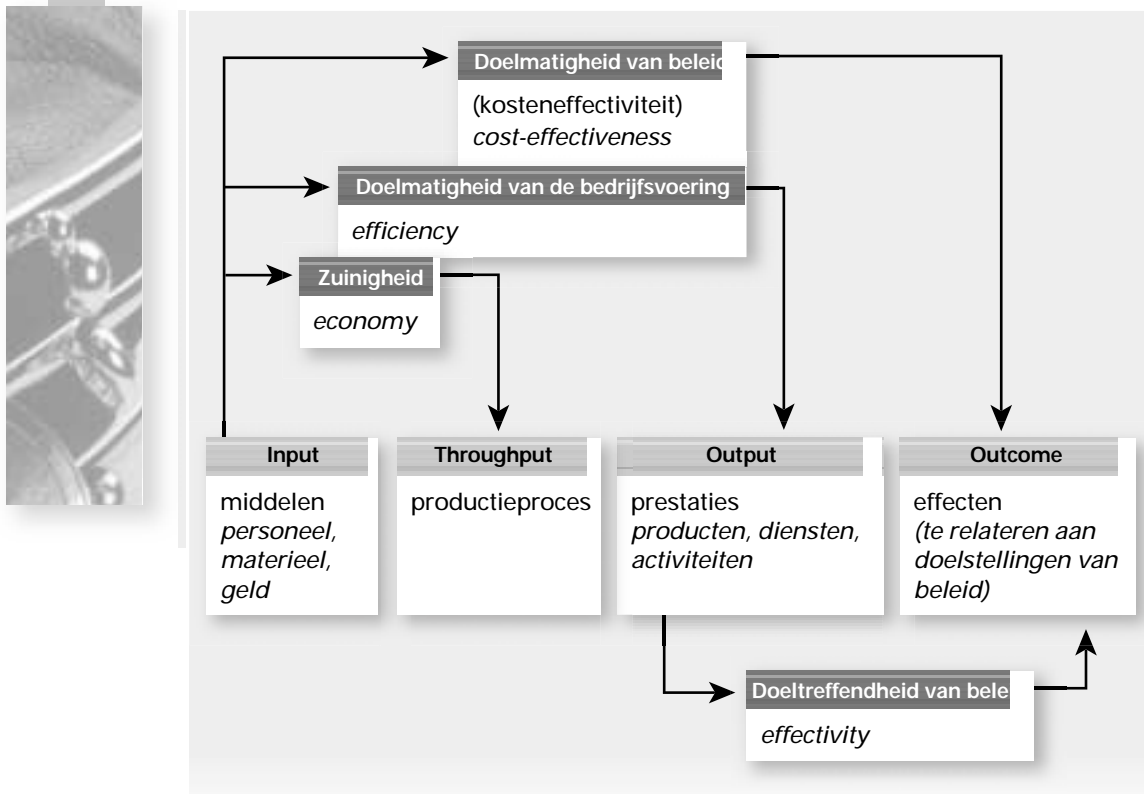 Doelmatigheid van beleid
(kosteneffectiviteit)
cost-effectiveness
Doelmatigheid van de bedrijfsvoering
efficiency
Zuinigheid
economy
Input
middelen
personeel,
materieel,
geld
Throughput
productieproces
Output
prestaties
producten, diensten,
activiteiten
Outcome
effecten
(te relateren aan
doelstellingen van
beleid)
Doeltreffendheid van bele
effectivity